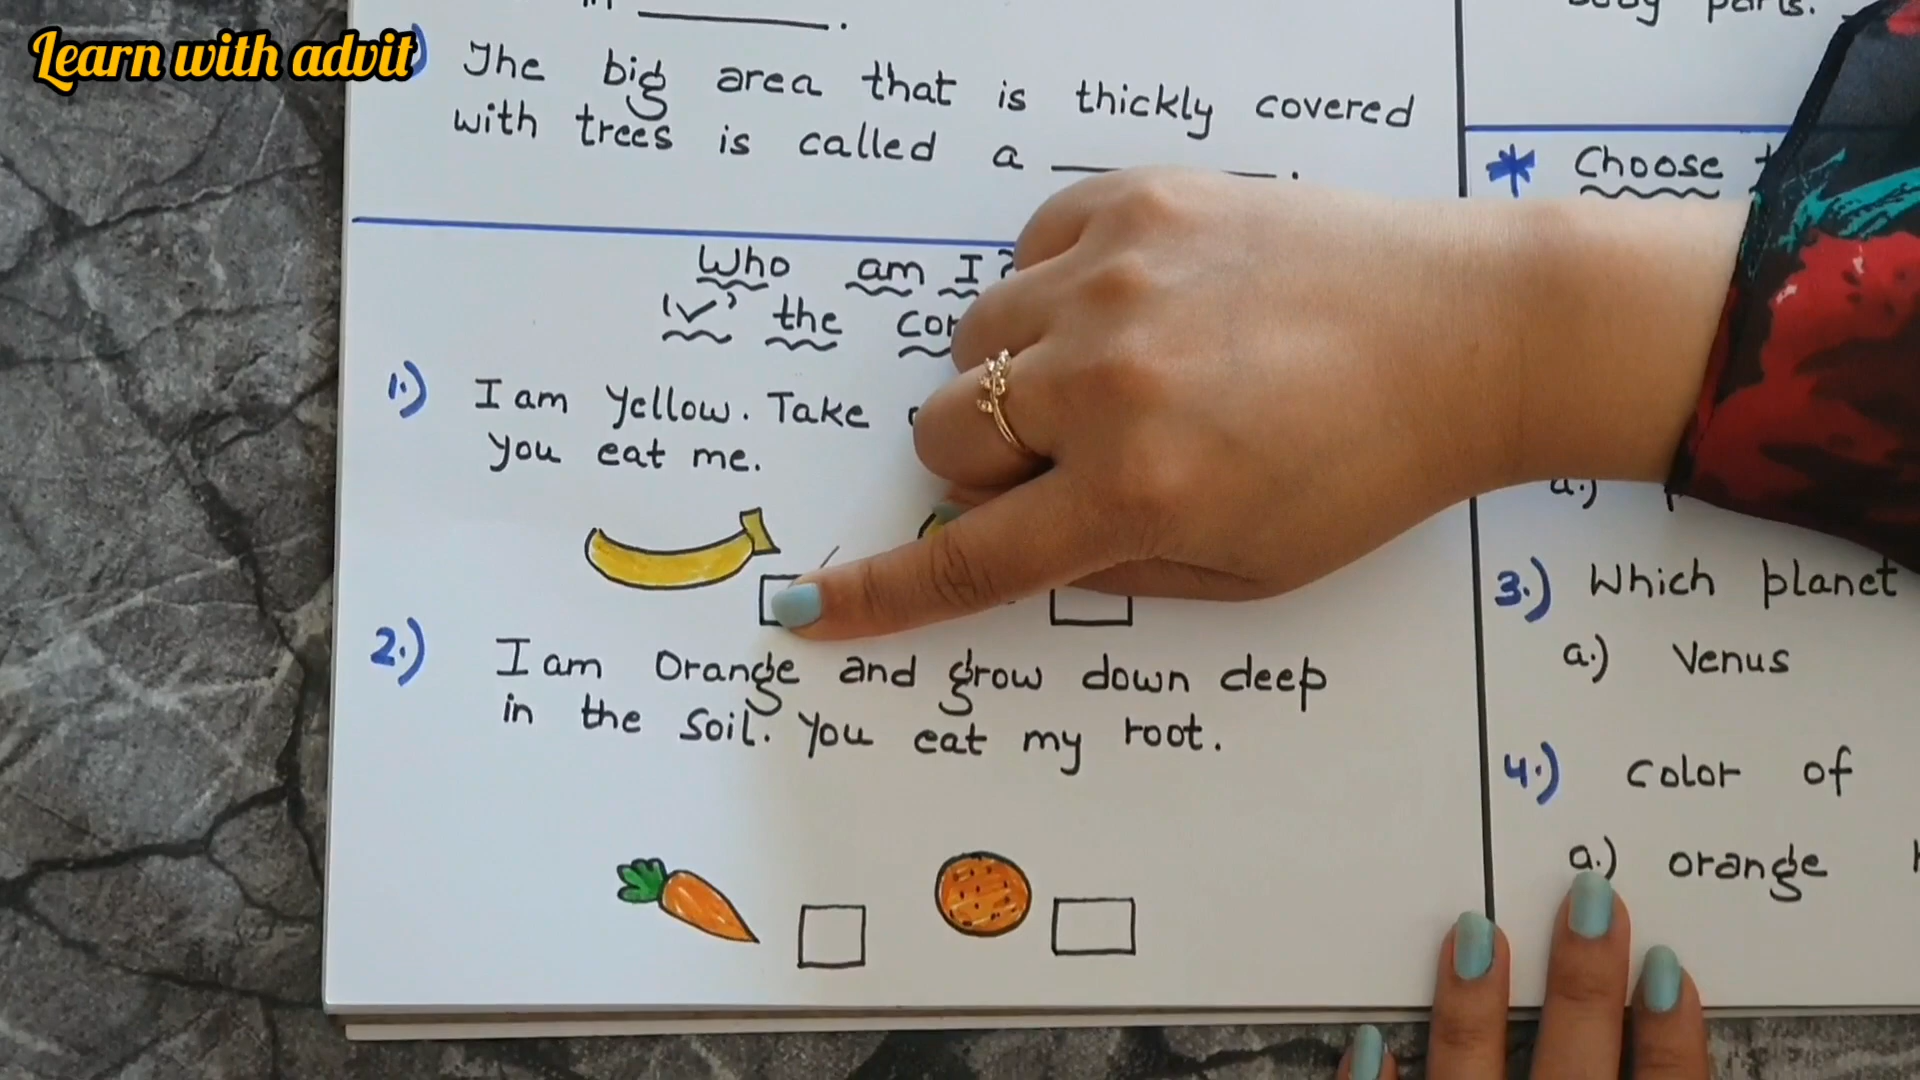 Learn with advit
The big area that is thickly covered
with trees is called a ________.
Who am I?
'✓' the
1.) I am yellow. Take
you eat me.
2.) I am orange and grow down deep
in the soil. You eat my root.
* Choose
a.)
3.) Which planet
a.) Venus
4.) color of
a.) orange